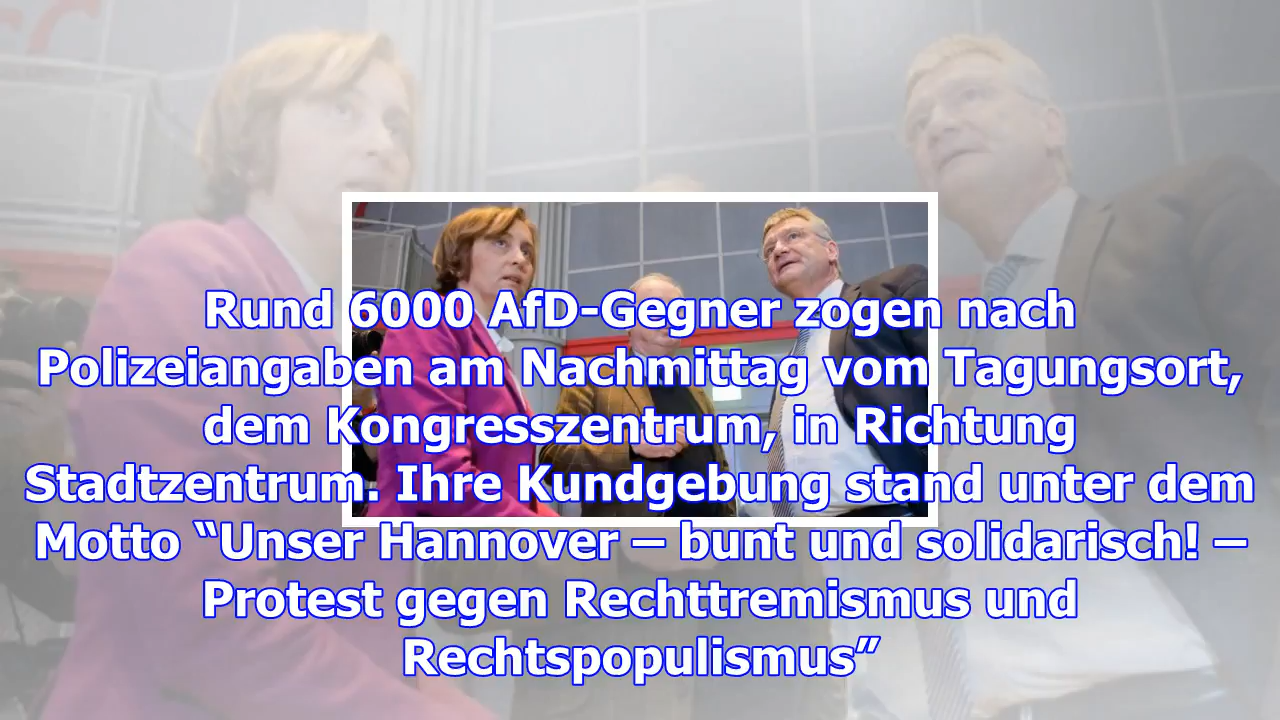 Rund 6000 AfD-Gegner zogen nach
Polizeiangaben am Nachmittag vom Tagungsort,
dem Kongresszentrum, in Richtung
Stadtzentrum. Ihre Kundgebung stand unter dem
Motto “Unser Hannover – bunt und solidarisch! –
Protest gegen Rechttremismus und
Rechtspopulismus”